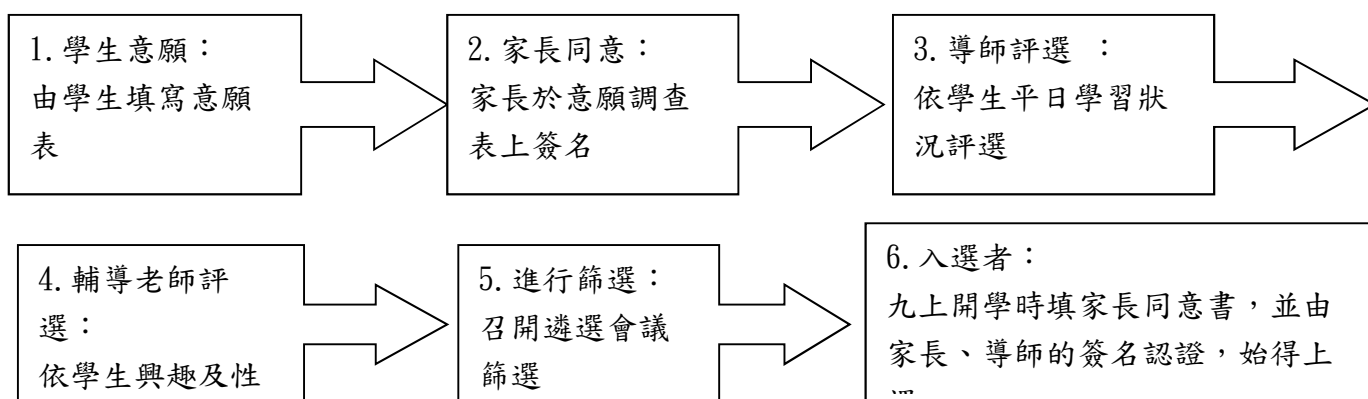 1.學生意願：
由學生填寫意願
表
2.家長同意：
家長於意願調查
表上簽名
3.導師評選 ：
依學生平日學習狀
況評選
4.輔導老師評
選：
依學生興趣及性
5.進行篩選：
召開遴選會議
篩選
6.入選者：
九上開學時填家長同意書，並由
家長、導師的簽名認證，始得上